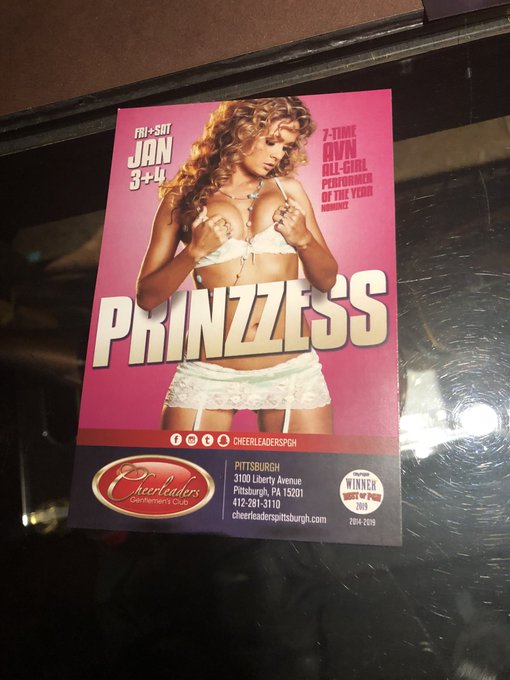 FRI+SAT
JAN
3+4
7-TIME
AVN
ALL-GIRL
PERFORMER
OF THE YEAR
NOMINEE
PRINZZESS
CHEERLEADERSPGH
Cheerleaders
Gentlemen's Club
PITTSBURGH
3100 Liberty Avenue
Pittsburgh, PA 15201
412-281-3110
cheerleaderspittsburgh.com
WINNER
BEST OF PGH
2019
2014-2019